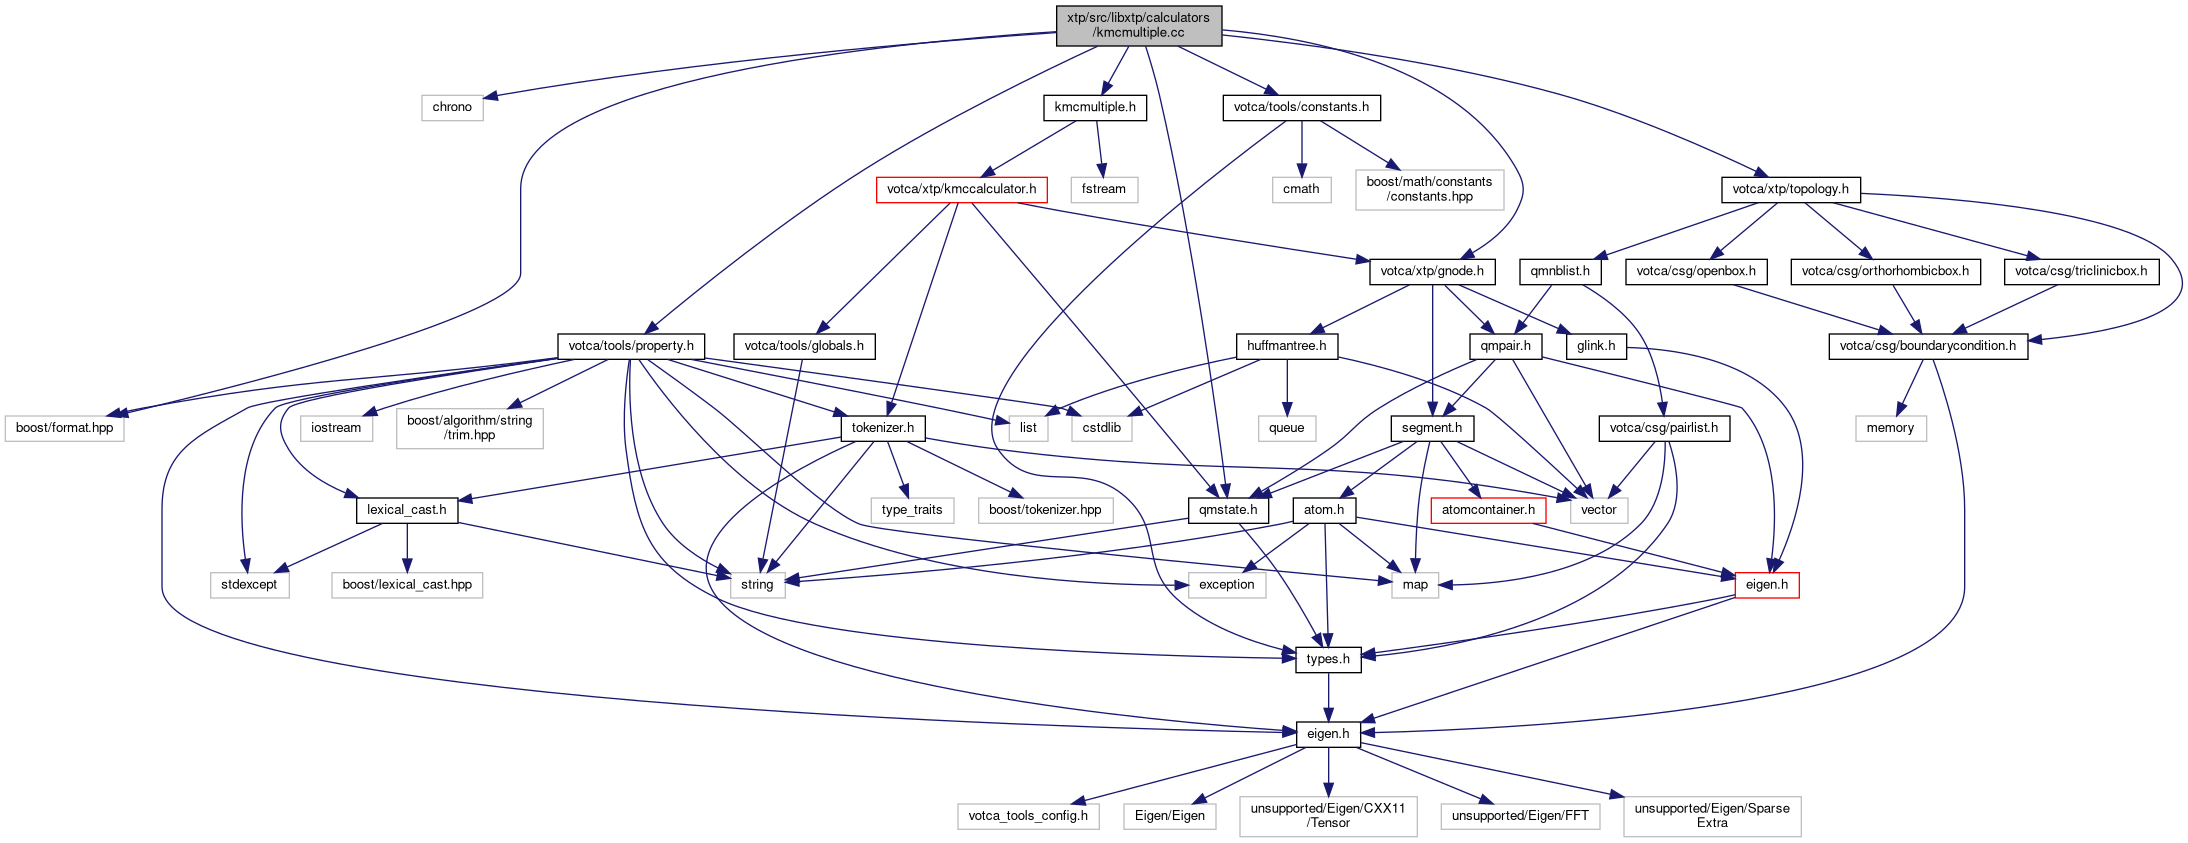 xtp/src/libxtp/calculators
/kmcmultiple.cc
chrono
kmcmultiple.h
votca/tools/constants.h
votca/xtp/kmccalculator.h
fstream
cmath
boost/math/constants
/constants.hpp
votca/xtp/topology.h
votca/xtp/gnode.h
qmnblist.h
votca/csg/openbox.h
votca/csg/orthorhombicbox.h
votca/csg/triclinicbox.h
votca/tools/property.h
votca/tools/globals.h
huffmantree.h
qmpair.h
glink.h
votca/csg/boundarycondition.h
boost/format.hpp
iostream
boost/algorithm/string
/trim.hpp
tokenizer.h
list
cstdlib
queue
segment.h
votca/csg/pairlist.h
memory
lexical_cast.h
type_traits
boost/tokenizer.hpp
qmstate.h
atom.h
atomcontainer.h
vector
stdexcept
boost/lexical_cast.hpp
string
exception
map
eigen.h
types.h
eigen.h
votca_tools_config.h
Eigen/Eigen
unsupported/Eigen/CXX11
/Tensor
unsupported/Eigen/FFT
unsupported/Eigen/Sparse
Extra